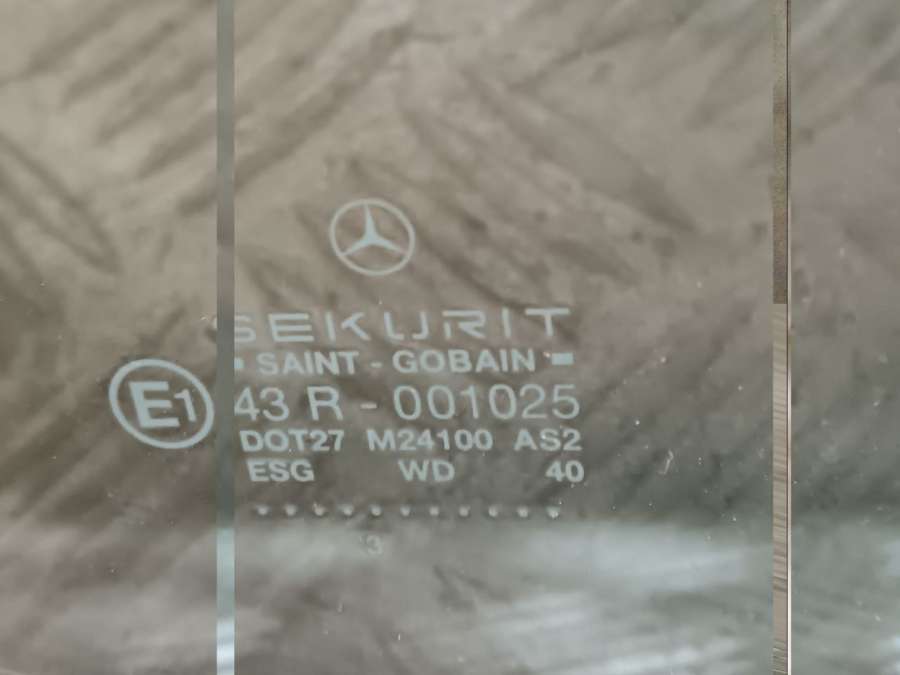 SEKURIT
SAINT - GOBAIN
E1 43 R - 001025
DOT27 M24100 AS2
ESG WD 40
3